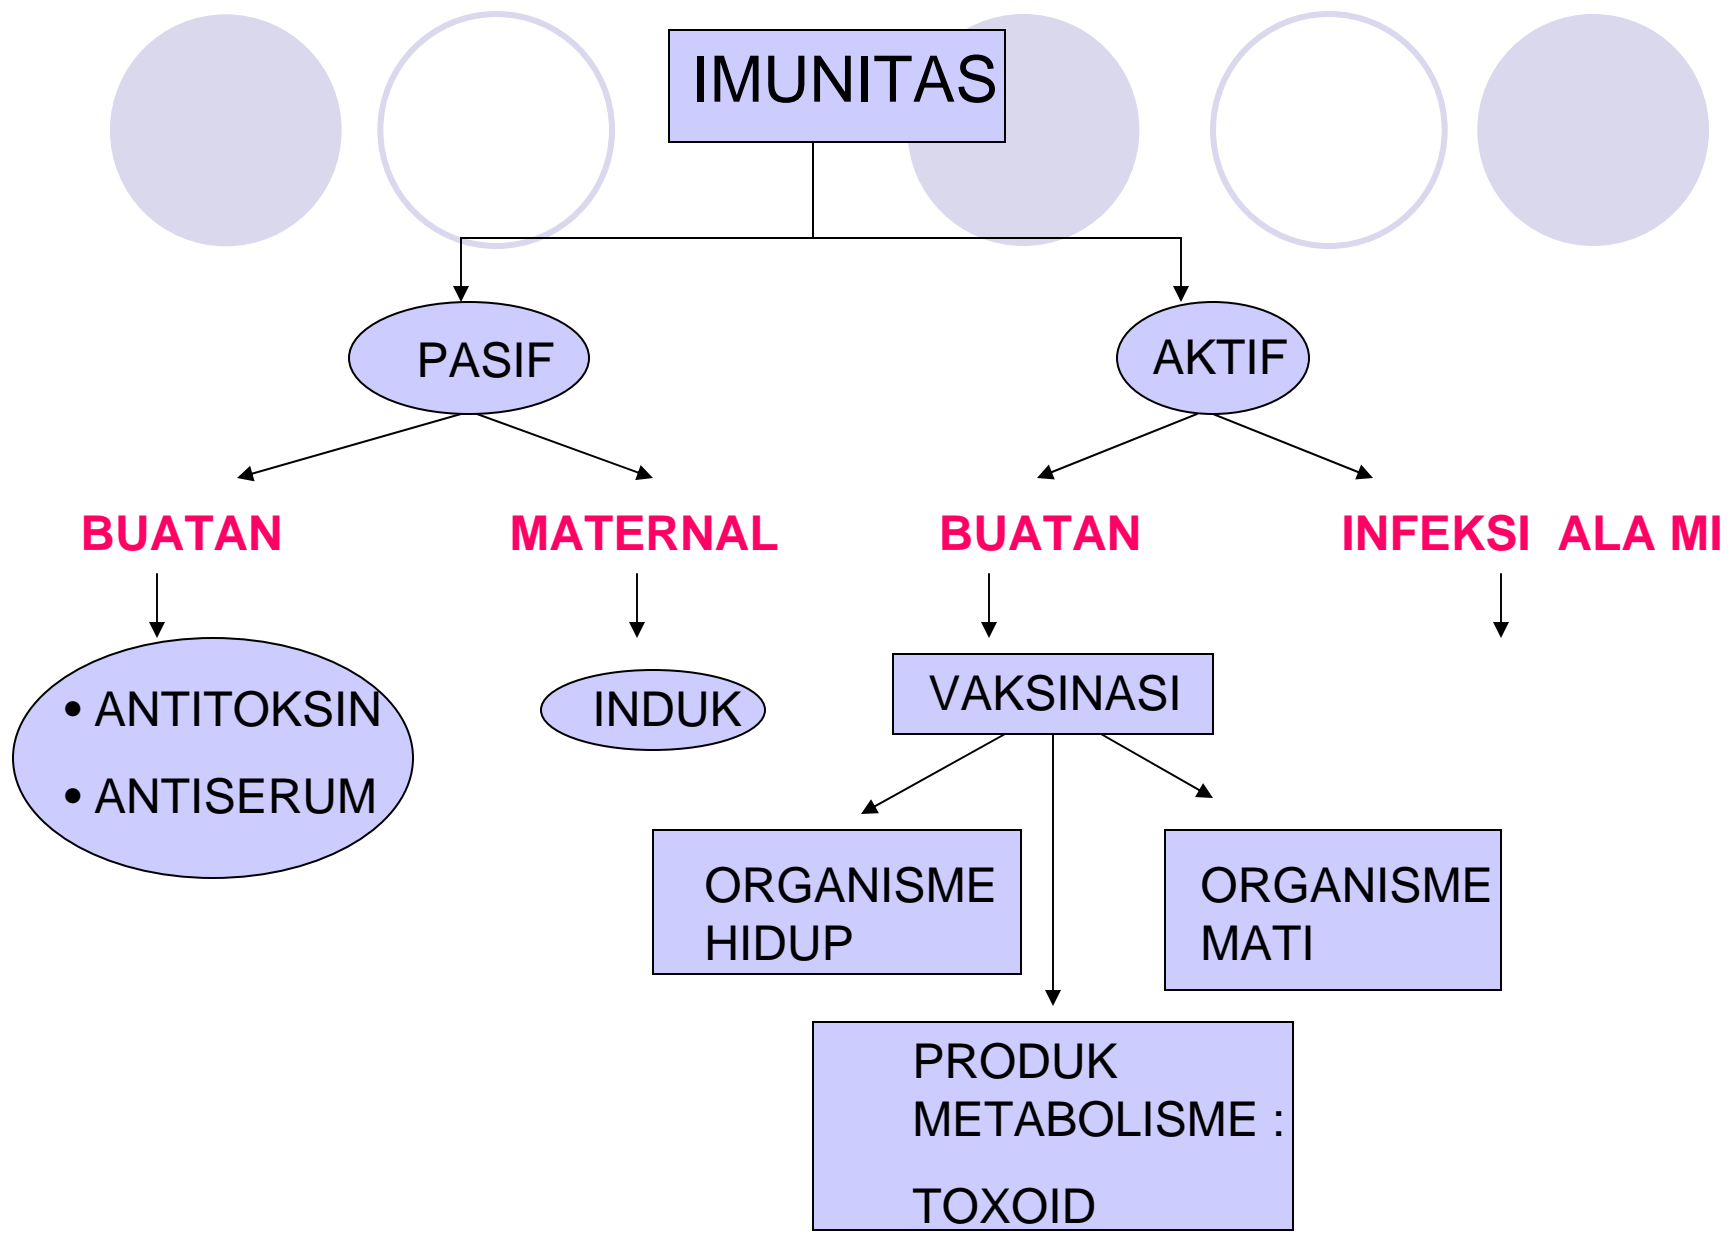 IMUNITAS
PASIF
AKTIF
BUATAN
MATERNAL
BUATAN
INFEKSI ALA MI
• ANTITOKSIN
• ANTISERUM
INDUK
VAKSINASI
ORGANISME
HIDUP
ORGANISME
MATI
PRODUK
METABOLISME :
TOXOID